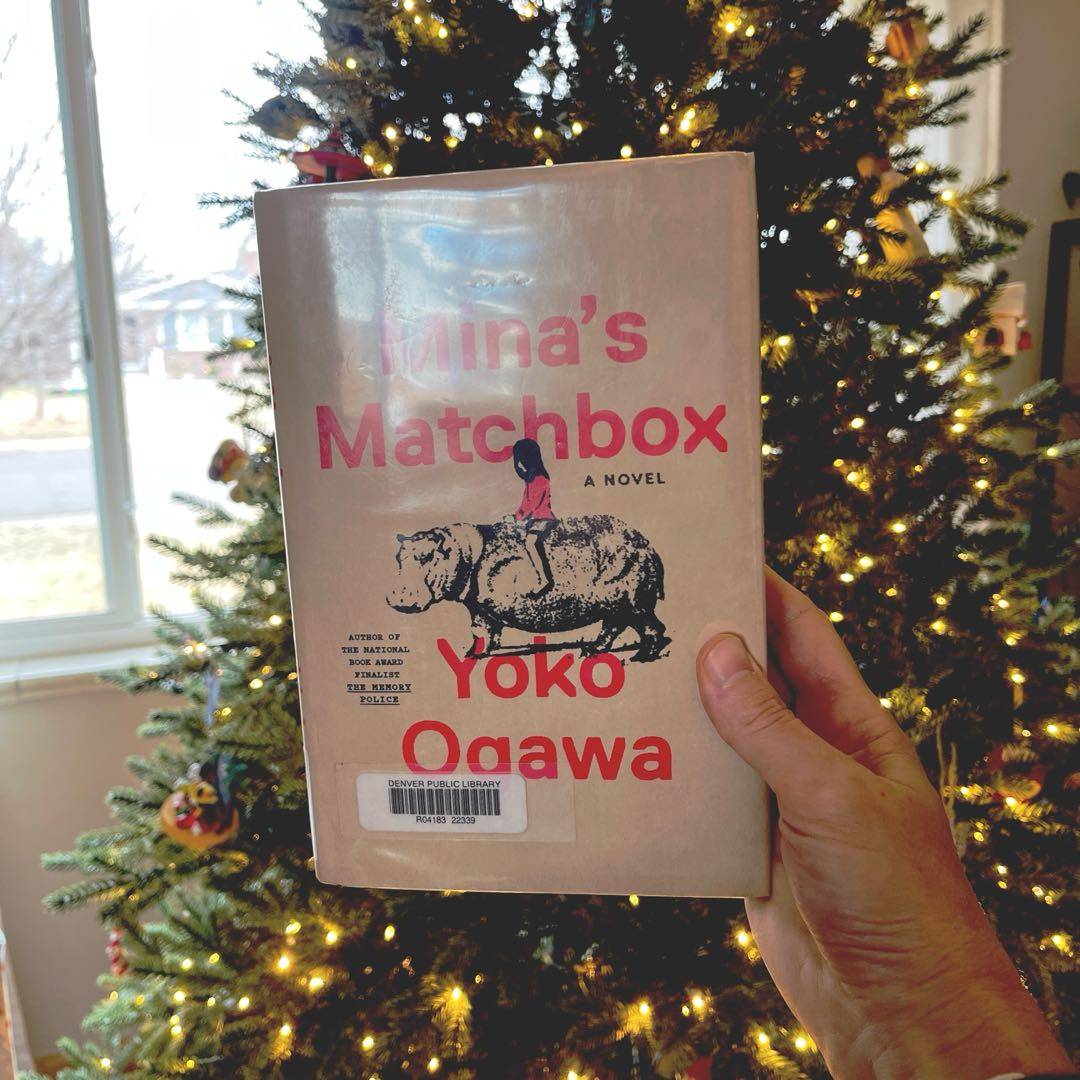 Mina's
Matchbox
A NOVEL
AUTHOR OF
THE NATIONAL
BOOK AWARD
FINALIST
THE MEMORY
POLICE
Yoko
Ogawa
DENVER PUBLIC LIBRARY
R04183 22339